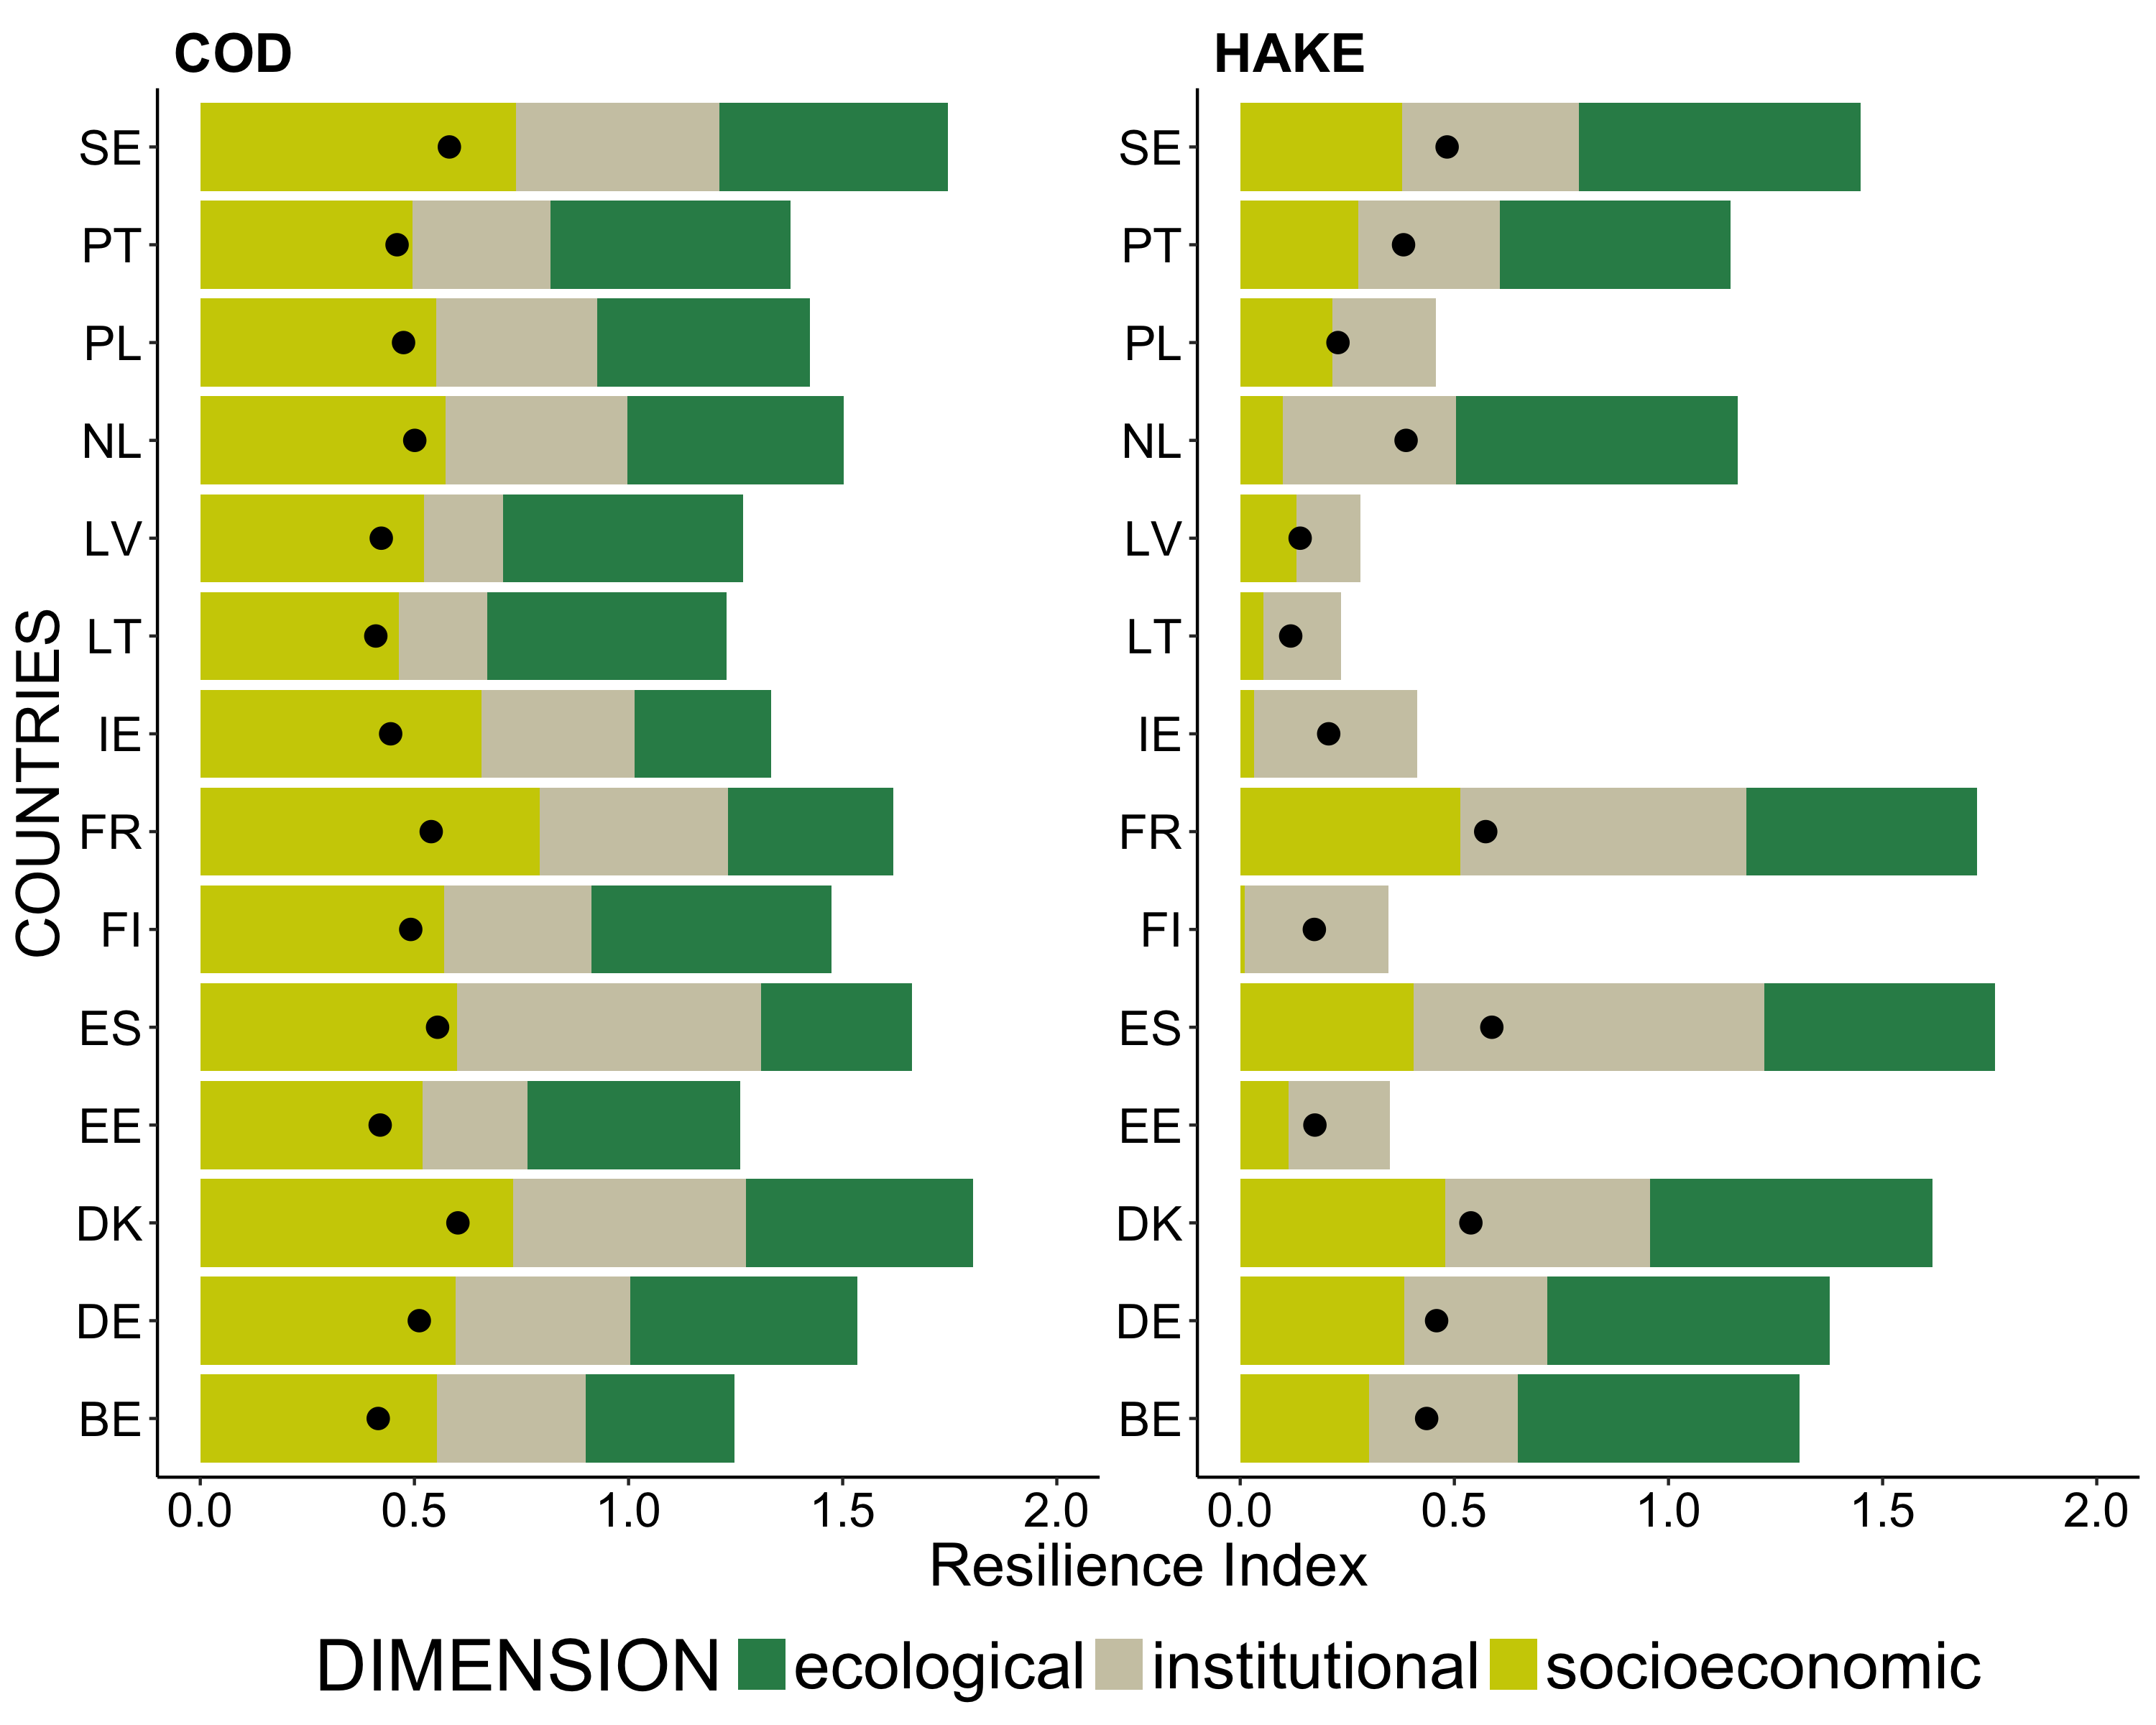 COD
HAKE
COUNTRIES
SE
PT
PL
NL
LV
LT
IE
FR
FI
ES
EE
DK
DE
BE
0.0 0.5 1.0 1.5 2.0
SE
PT
PL
NL
LV
LT
IE
FR
FI
ES
EE
DK
DE
BE
0.0 0.5 1.0 1.5 2.0
Resilience Index
DIMENSION ecological institutional socioeconomic